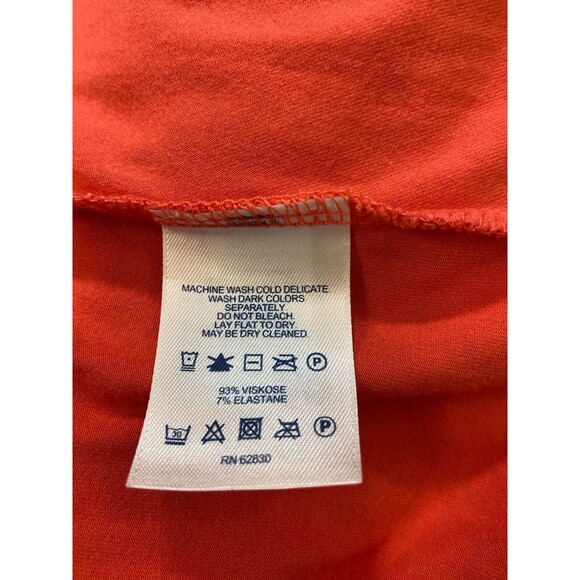 MACHINE WASH COLD DELICATE.
WASH DARK COLORS
SEPARATELY
DO NOT BLEACH.
LAY FLAT TO DRY.
MAY BE DRY CLEANED.
P
93% VISKOSE
7% ELASTANE
30 P
RN 62830